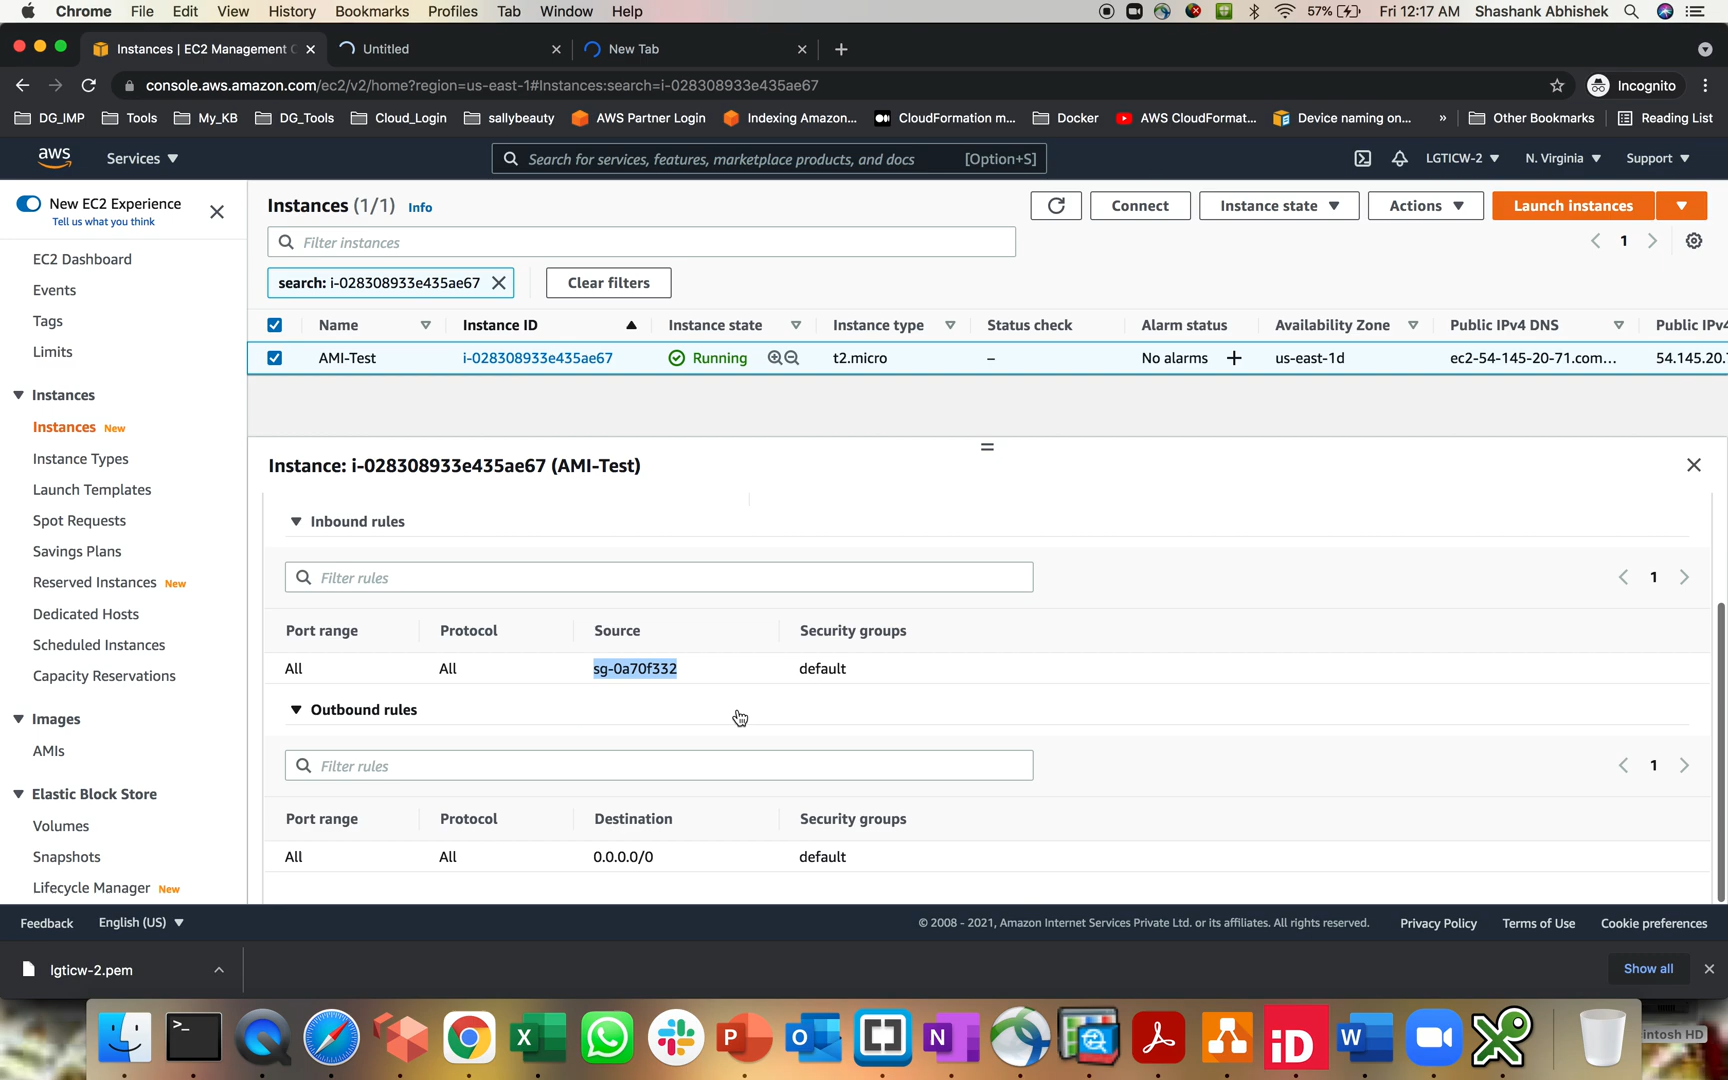 Chrome File Edit View History Bookmarks Profiles Tab Window Help 57% Fri 12:17 AM Shashank Abhishek
Instances | EC2 Management C Untitled New Tab
console.aws.amazon.com/ec2/v2/home?region=us-east-1#Instances:search=i-028308933e435ae67 Incognito
DG_IMP Tools My_KB DG_Tools Cloud_Login sallybeauty AWS Partner Login Indexing Amazon... CloudFormation m... Docker AWS CloudFormat... Device naming on... » Other Bookmarks Reading List
aws Services ▼ Search for services, features, marketplace products, and docs [Option+S] LGTICW-2 ▼ N. Virginia ▼ Support ▼
New EC2 Experience
Tell us what you think
EC2 Dashboard
Events
Tags
Limits
Instances
Instances New
Instance Types
Launch Templates
Spot Requests
Savings Plans
Reserved Instances New
Dedicated Hosts
Scheduled Instances
Capacity Reservations
Images
AMIs
Elastic Block Store
Volumes
Snapshots
Lifecycle Manager New
Instances (1/1) Info Connect Instance state ▼ Actions ▼ Launch instances ▼
Filter instances 1
search: i-028308933e435ae67 Clear filters
Name Instance ID Instance state Instance type Status check Alarm status Availability Zone Public IPv4 DNS Public IPv4
AMI-Test i-028308933e435ae67 Running t2.micro – No alarms + us-east-1d ec2-54-145-20-71.com... 54.145.20.7
Instance: i-028308933e435ae67 (AMI-Test)
Inbound rules
Filter rules 1
Port range Protocol Source Security groups
All All sg-0a70f332 default
Outbound rules
Filter rules 1
Port range Protocol Destination Security groups
All All 0.0.0.0/0 default
Feedback English (US) ▼ © 2008 - 2021, Amazon Internet Services Private Ltd. or its affiliates. All rights reserved. Privacy Policy Terms of Use Cookie preferences
lgticw-2.pem Show all
intosh HD